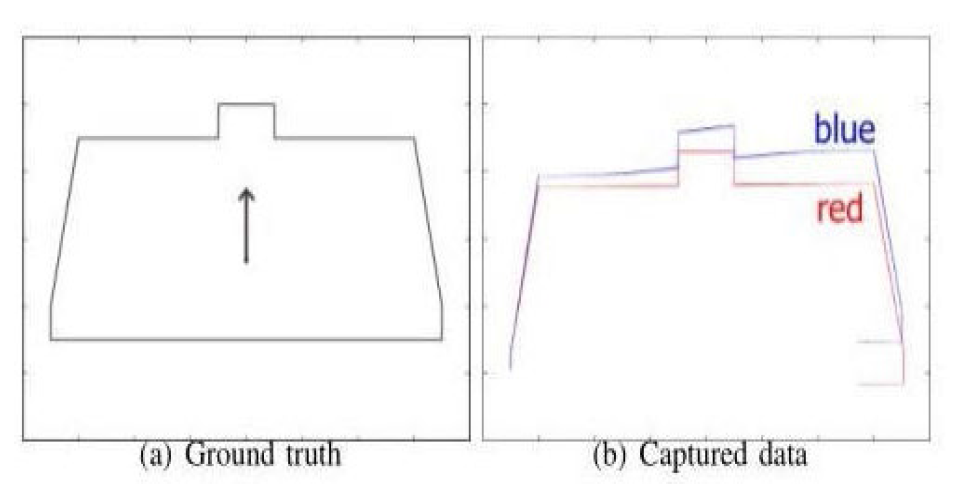 blue
red
(a) Ground truth
(b) Captured data